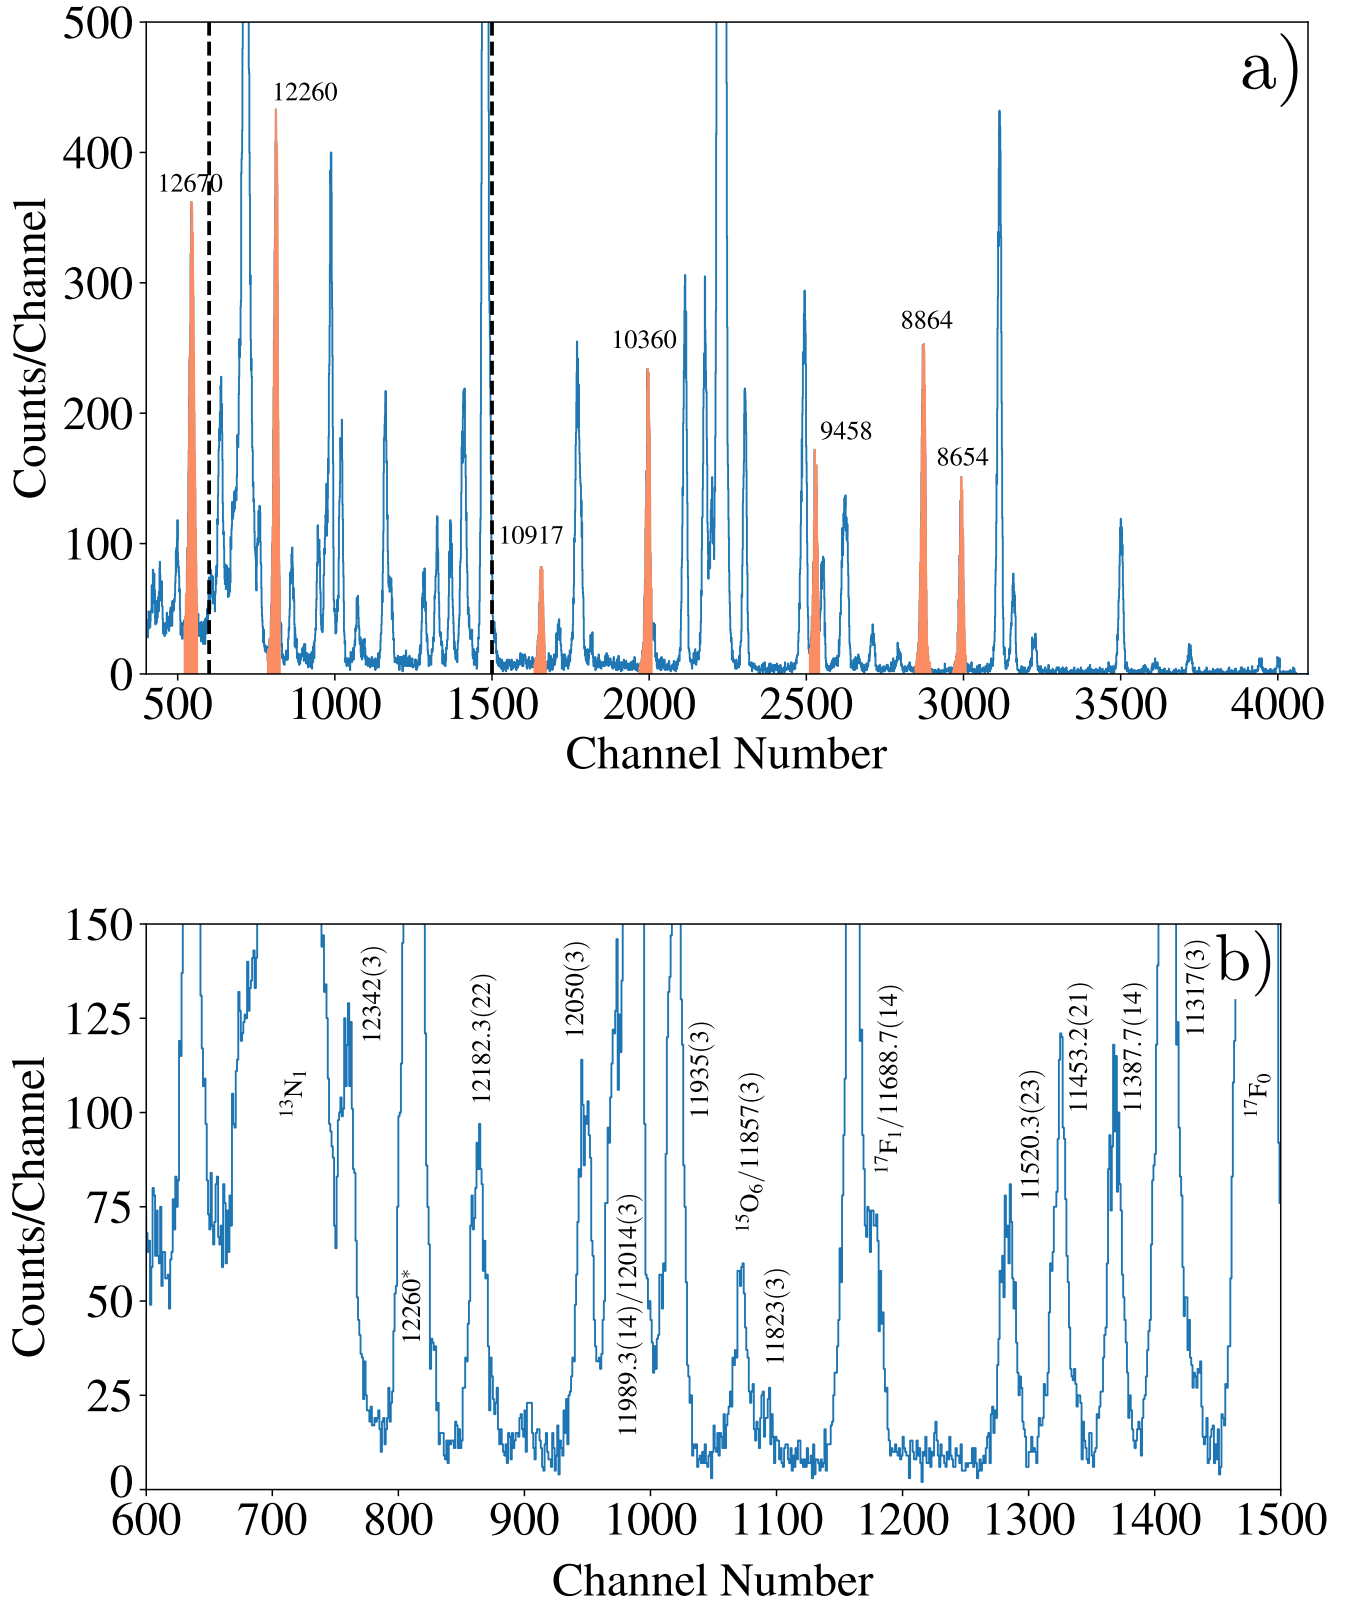 a)
500
400
300
200
100
0
Counts/Channel
12670
12260
10917
10360
9458
8864
8654
500 1000 1500 2000 2500 3000 3500 4000
Channel Number
b)
150
125
100
75
50
25
0
Counts/Channel
¹³N₁
12342(3)
12260*
12182.3(22)
12050(3)
11989.3(14)/12014(3)
11935(3)
¹⁵O₆/11857(3)
11823(3)
¹⁷F₁/11688.7(14)
11520.3(23)
11453.2(21)
11387.7(14)
11317(3)
¹⁷F₀
600 700 800 900 1000 1100 1200 1300 1400 1500
Channel Number